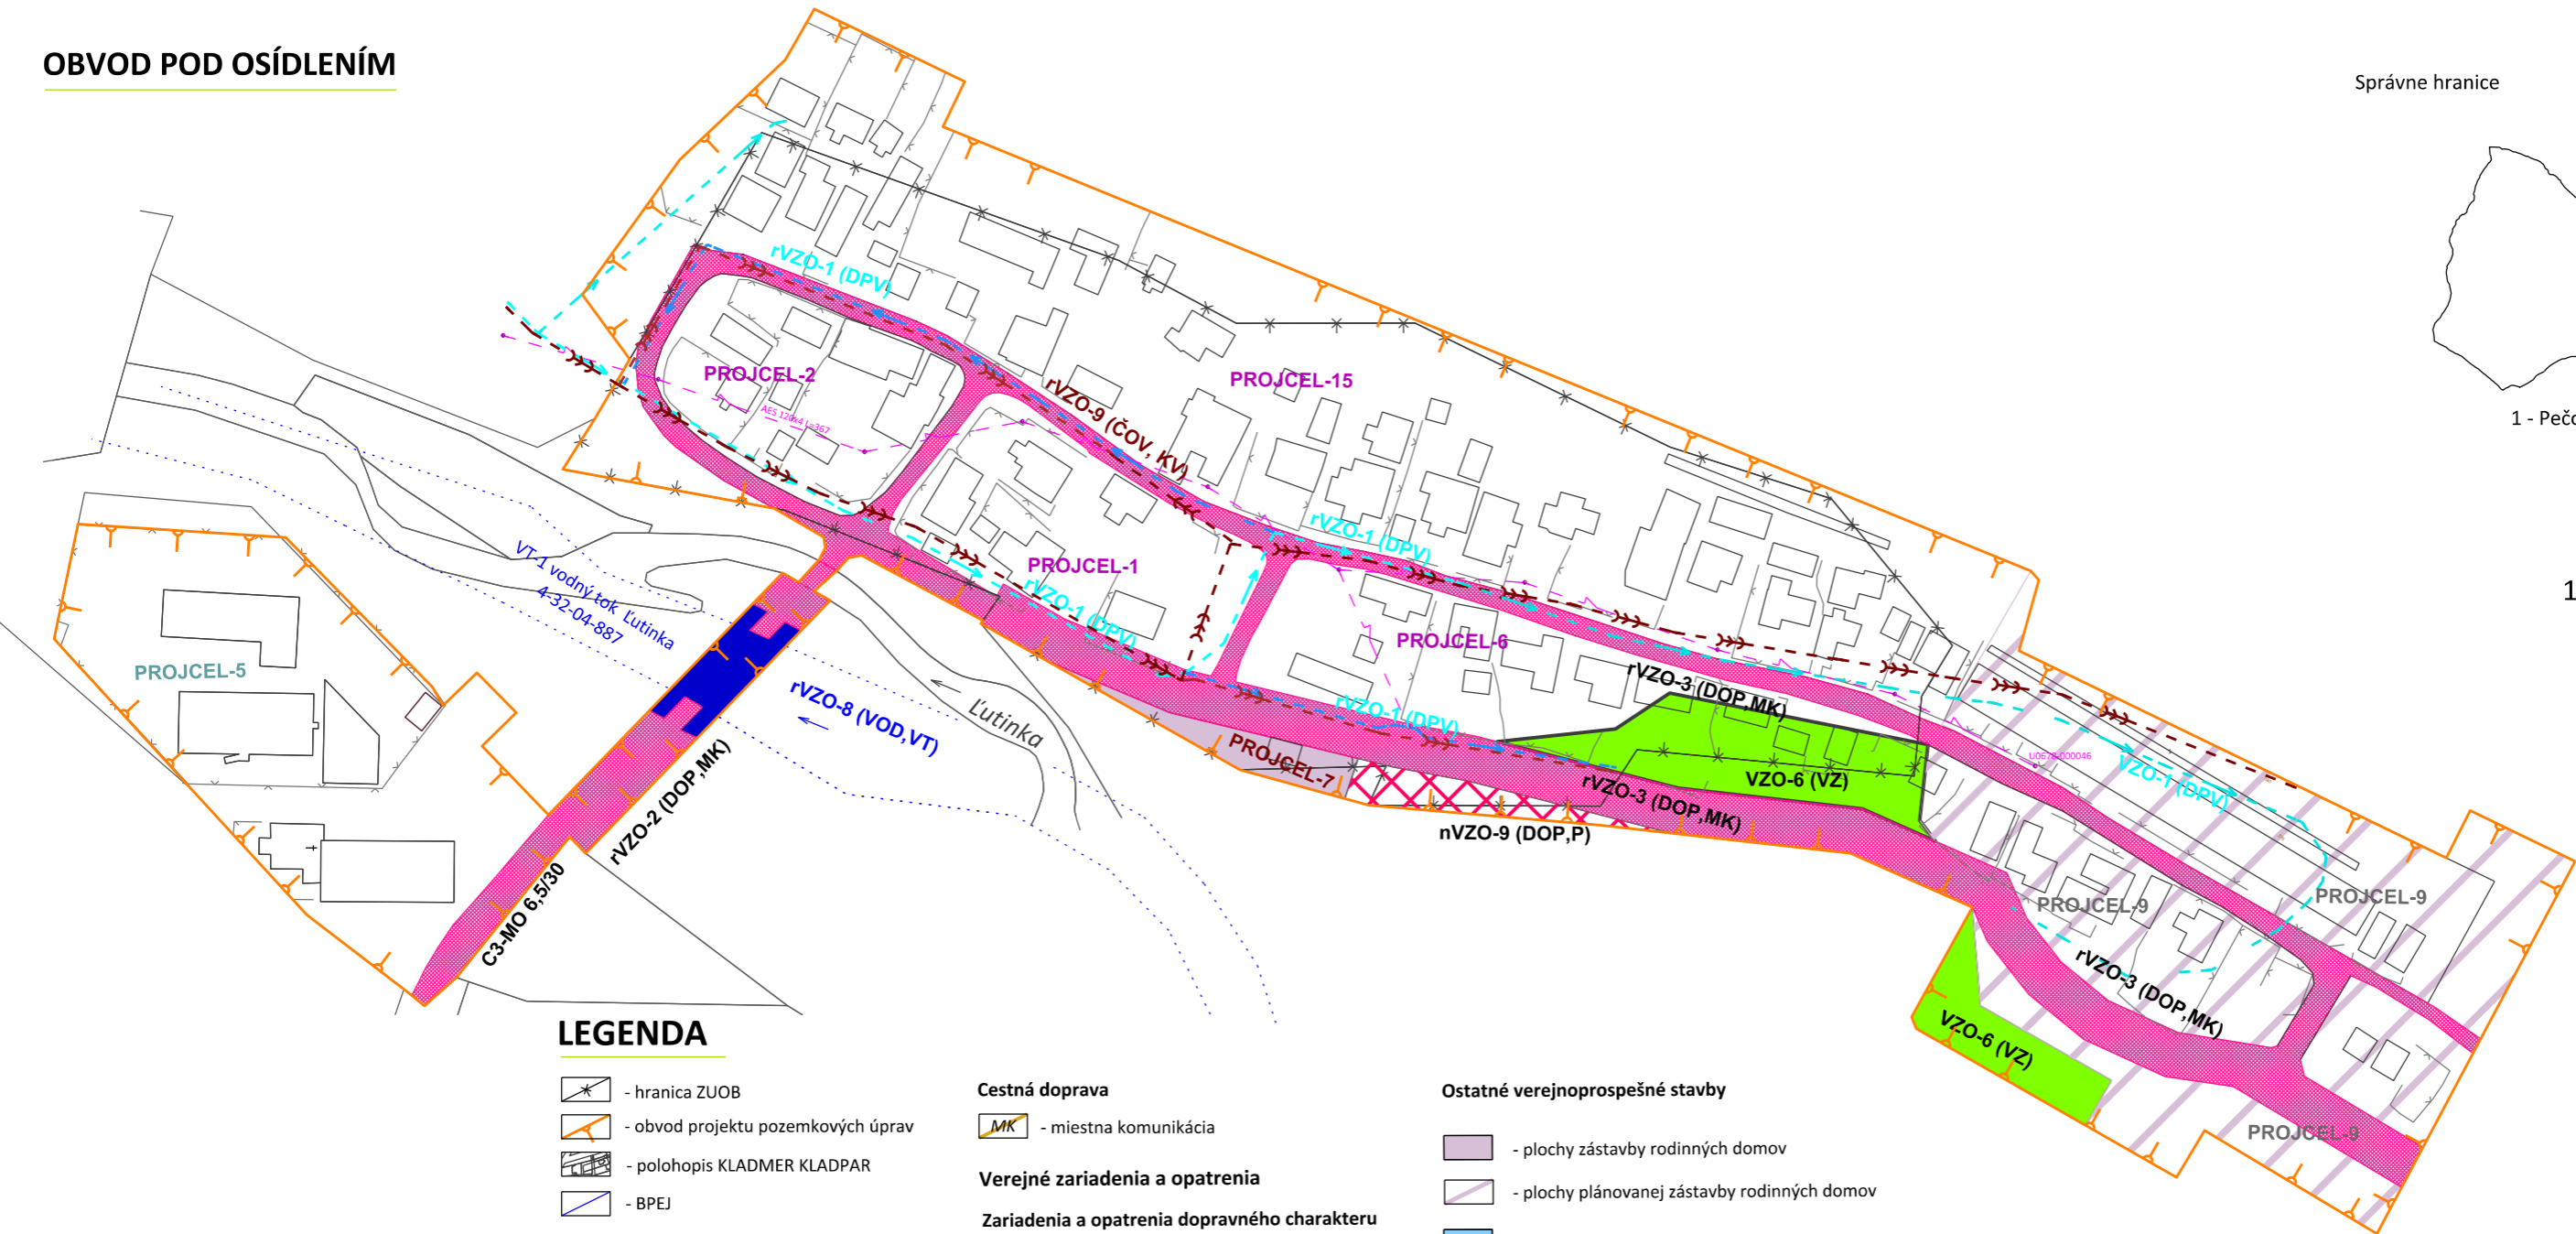 OBVOD POD OSÍDLENÍM
Správne hranice
rVZO-1 (DPV)
PROJCEL-2
AES 120x4 L=367
rVZO-9 (ČOV, KV)
PROJCEL-15
1 - Pečo
rVZO-1 (DPV)
PROJCEL-1
rVZO-1 (DPV)
VT-1 vodný tok Ľutinka
4-32-04-887
PROJCEL-5
PROJCEL-6
1
rVZO-3 (DOP,MK)
rVZO-8 (VOD,VT)
Ľutinka
rVZO-1 (DPV)
PROJCEL-7
rVZO-3 (DOP,MK)
VZO-6 (VZ)
nVZO-9 (DOP,P)
VZO-1 (DPV)
rVZO-2 (DOP,MK)
C3-MO 6,5/30
PROJCEL-9
PROJCEL-9
rVZO-3 (DOP,MK)
VZO-6 (VZ)
PROJCEL-9
LEGENDA
- hranica ZUOB
- obvod projektu pozemkových úprav
- polohopis KLADMER KLADPAR
- BPEJ
Cestná doprava
MK - miestna komunikácia
Verejné zariadenia a opatrenia
Zariadenia a opatrenia dopravného charakteru
Ostatné verejnoprospešné stavby
- plochy zástavby rodinných domov
- plochy plánovanej zástavby rodinných domov